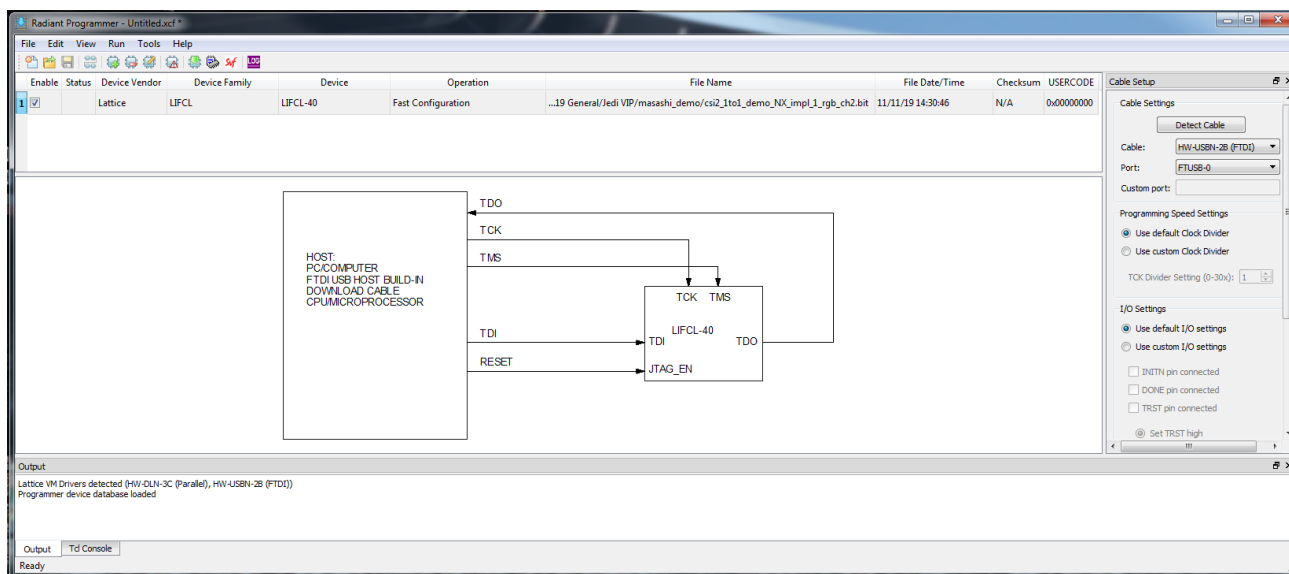 Radiant Programmer - Untitled.xcf *
File Edit View Run Tools Help
Svf LOG
Enable Status Device Vendor Device Family Device Operation File Name File Date/Time Checksum USERCODE
1 Lattice LIFCL LIFCL-40 Fast Configuration ...19 General/Jedi VIP/masashi_demo/csi2_1to1_demo_NX_impl_1_rgb_ch2.bit 11/11/19 14:30:46 N/A 0x00000000
Cable Setup
Cable Settings
Detect Cable
Cable: HW-USBN-2B (FTDI)
Port: FTUSB-0
Custom port:
Programming Speed Settings
Use default Clock Divider
Use custom Clock Divider
TCK Divider Setting (0-30x): 1
I/O Settings
Use default I/O settings
Use custom I/O settings
INITN pin connected
DONE pin connected
TRST pin connected
Set TRST high
HOST:
PC/COMPUTER
FTDI USB HOST BUILD-IN
DOWNLOAD CABLE
CPU/MICROPROCESSOR
TDO
TCK
TMS
TDI
RESET
TCK TMS
LIFCL-40
TDI TDO
JTAG_EN
Output
Lattice VM Drivers detected (HW-DLN-3C (Parallel), HW-USBN-2B (FTDI))
Programmer device database loaded
Output Tcl Console
Ready